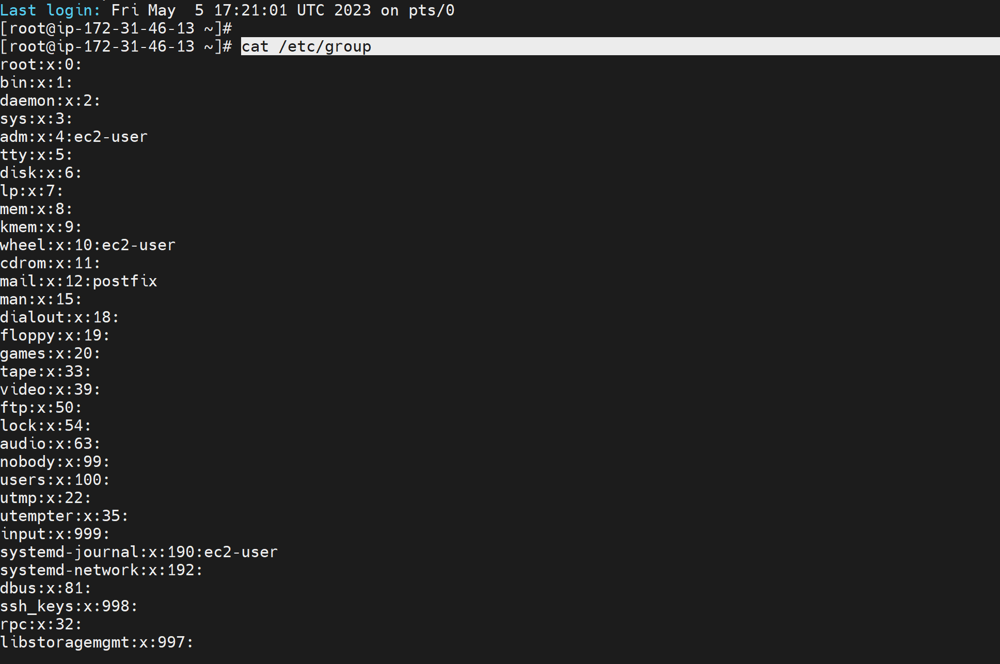 Last login: Fri May  5 17:21:01 UTC 2023 on pts/0
[root@ip-172-31-46-13 ~]#
[root@ip-172-31-46-13 ~]# cat /etc/group
root:x:0:
bin:x:1:
daemon:x:2:
sys:x:3:
adm:x:4:ec2-user
tty:x:5:
disk:x:6:
lp:x:7:
mem:x:8:
kmem:x:9:
wheel:x:10:ec2-user
cdrom:x:11:
mail:x:12:postfix
man:x:15:
dialout:x:18:
floppy:x:19:
games:x:20:
tape:x:33:
video:x:39:
ftp:x:50:
lock:x:54:
audio:x:63:
nobody:x:99:
users:x:100:
utmp:x:22:
utempter:x:35:
input:x:999:
systemd-journal:x:190:ec2-user
systemd-network:x:192:
dbus:x:81:
ssh_keys:x:998:
rpc:x:32:
libstoragemgmt:x:997: